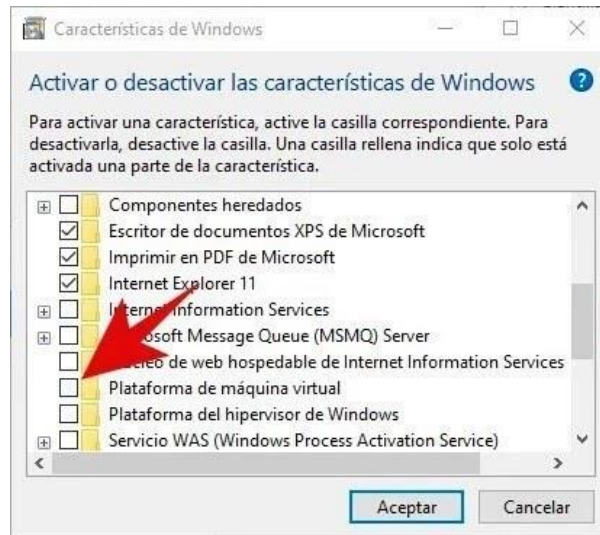 Características de Windows
Activar o desactivar las características de Windows
Para activar una característica, active la casilla correspondiente. Para
desactivarla, desactive la casilla. Una casilla rellena indica que solo está
activada una parte de la característica.
Componentes heredados
Escritor de documentos XPS de Microsoft
Imprimir en PDF de Microsoft
Internet Explorer 11
Information Services
Message Queue (MSMQ) Server
de web hospedable de Internet Information Services
Plataforma de máquina virtual
Plataforma del hipervisor de Windows
Servicio WAS (Windows Process Activation Service)
Aceptar Cancelar